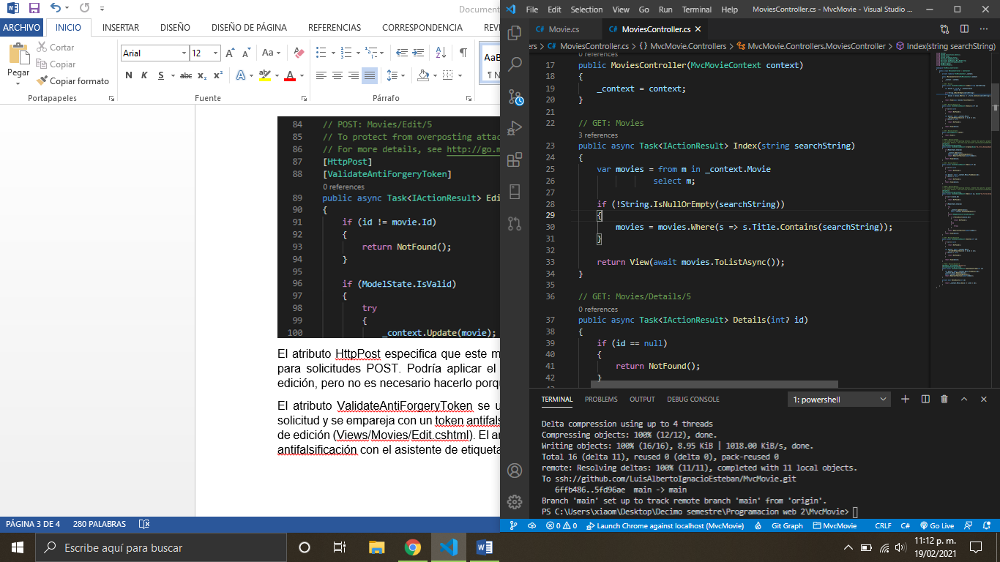 Document
ARCHIVO INICIO INSERTAR DISEÑO DISEÑO DE PÁGINA REFERENCIAS CORRESPONDENCIA REV
Pegar
Cortar
Copiar
Copiar formato
Arial 12
N K S abc x₂ x²
AaB
¶ N
Portapapeles Fuente Párrafo
84 // POST: Movies/Edit/5
85 // To protect from overposting attac
86 // For more details, see http://go.m
87 [HttpPost]
88 [ValidateAntiForgeryToken]
0 references
89 public async Task<IActionResult> Edi
90 {
91 if (id != movie.Id)
92 {
93 return NotFound();
94 }
95
96 if (ModelState.IsValid)
97 {
98 try
99 {
100 _context.Update(movie);
El atributo HttpPost especifica que este m
para solicitudes POST. Podría aplicar el
edición, pero no es necesario hacerlo porqu
El atributo ValidateAntiForgeryToken se u
solicitud y se empareja con un token antifals
de edición (Views/Movies/Edit.cshtml). El as
antifalsificación con el asistente de etiqueta
PÁGINA 3 DE 4 280 PALABRAS
File Edit Selection View Go Run Terminal Help MoviesController.cs - MvcMovie - Visual Studio ...
C# Movie.cs C# MoviesController.cs
ers > C# MoviesController.cs > {} MvcMovie.Controllers > MvcMovie.Controllers.MoviesController > Index(string searchString)
0 references
17 public MoviesController(MvcMovieContext context)
18 {
19 _context = context;
20 }
21
22 // GET: Movies
3 references
23 public async Task<IActionResult> Index(string searchString)
24 {
25 var movies = from m in _context.Movie
26 select m;
27
28 if (!String.IsNullOrEmpty(searchString))
29 {
30 movies = movies.Where(s => s.Title.Contains(searchString));
31 }
32
33 return View(await movies.ToListAsync());
34 }
35
36 // GET: Movies/Details/5
0 references
37 public async Task<IActionResult> Details(int? id)
38 {
39 if (id == null)
40 {
41 return NotFound();
42 }
TERMINAL PROBLEMS OUTPUT DEBUG CONSOLE 1: powershell
Delta compression using up to 4 threads
Compressing objects: 100% (12/12), done.
Writing objects: 100% (16/16), 8.95 KiB | 1018.00 KiB/s, done.
Total 16 (delta 11), reused 0 (delta 0), pack-reused 0
remote: Resolving deltas: 100% (11/11), completed with 11 local objects.
To ssh://github.com/LuisAlbertoIgnacioEsteban/MvcMovie.git
6ffb486..5fd96ae main -> main
Branch 'main' set up to track remote branch 'main' from 'origin'.
PS C:\Users\xiaom\Desktop\Decimo semestre\Programacion web 2\MvcMovie>
0 0 Launch Chrome against localhost (MvcMovie) Git Graph MvcMovie CRLF C# Go Live
Escribe aquí para buscar
11:12 p. m.
19/02/2021